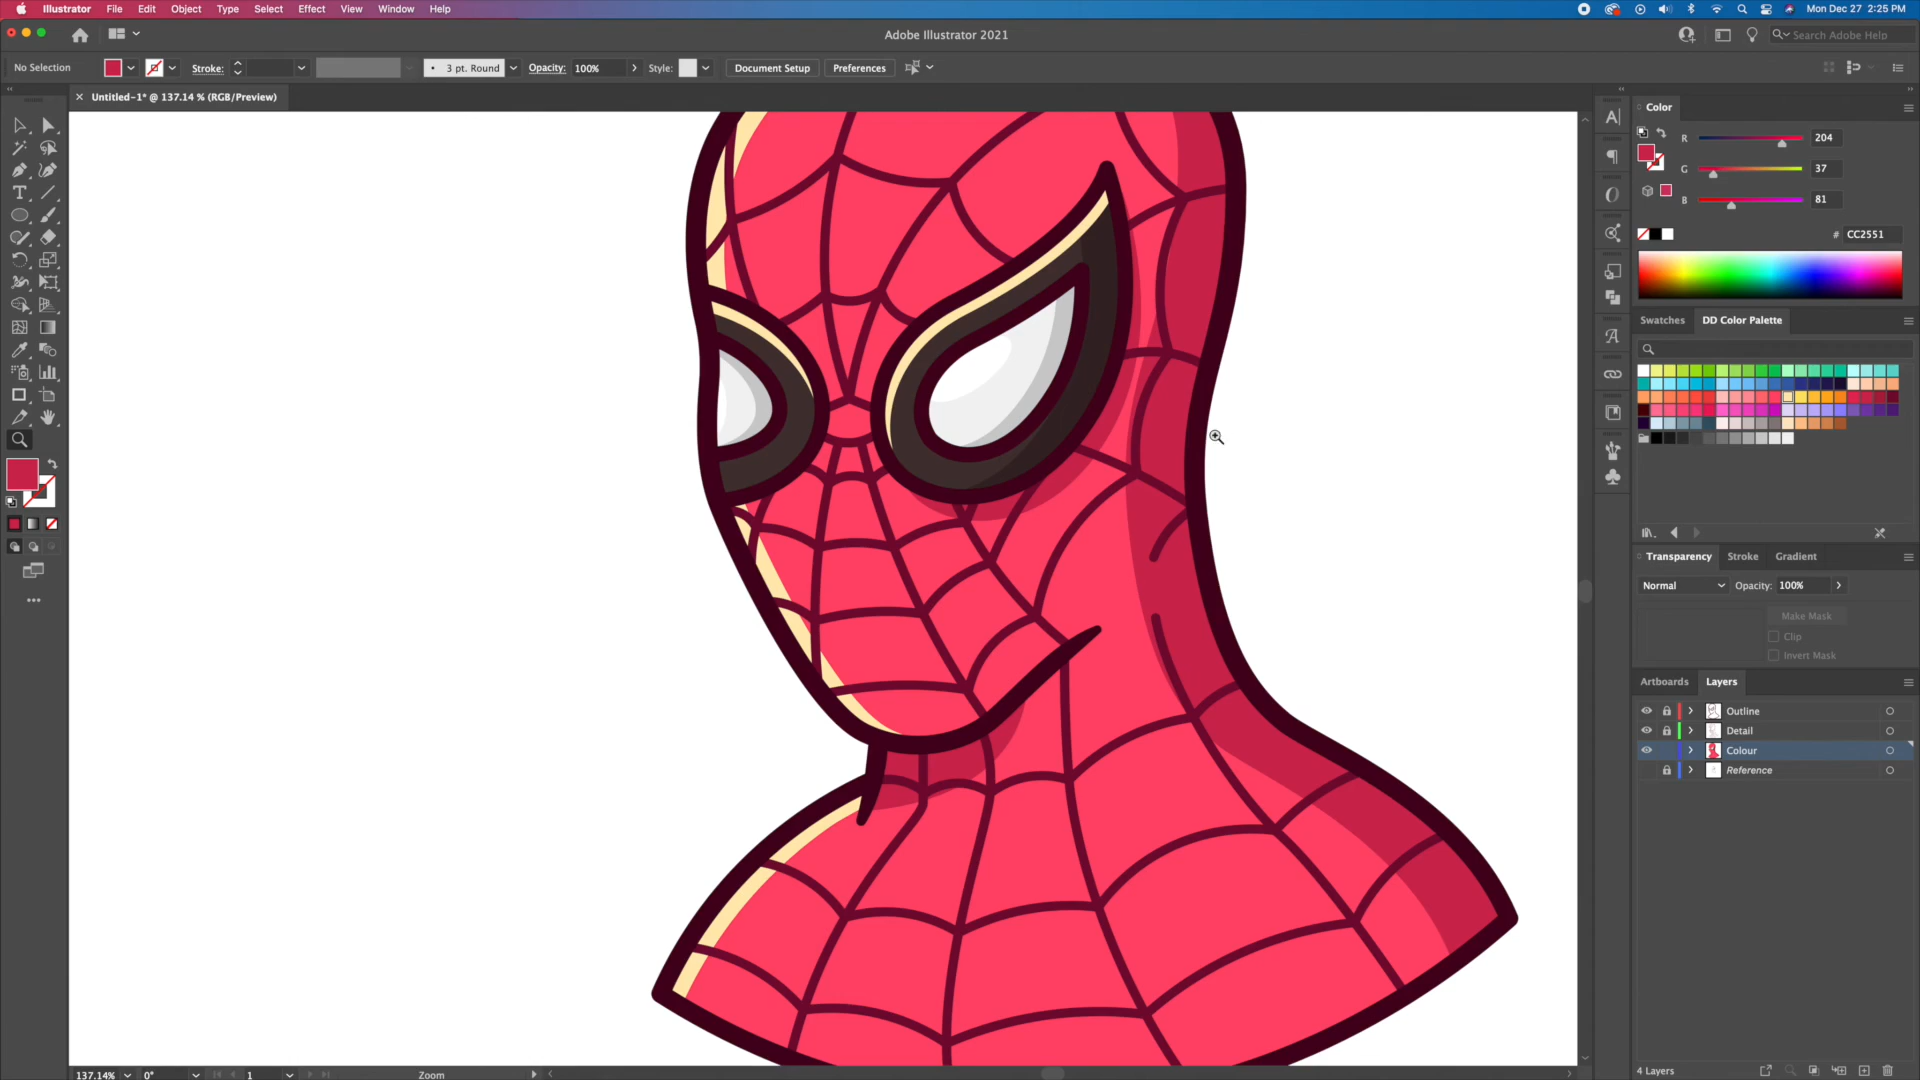 Illustrator File Edit Object Type Select Effect View Window Help Mon Dec 27 2:25 PM
Adobe Illustrator 2021 Search Adobe Help
No Selection Stroke: 3 pt. Round Opacity: 100% Style: Document Setup Preferences
Untitled-1* @ 137.14 % (RGB/Preview)
Color
R 204
G 37
B 81
# CC2551
Swatches DD Color Palette
Transparency Stroke Gradient
Normal Opacity: 100%
Make Mask
Clip
Invert Mask
Artboards Layers
Outline
Detail
Colour
Reference
4 Layers
137.14% 0° 1 Zoom